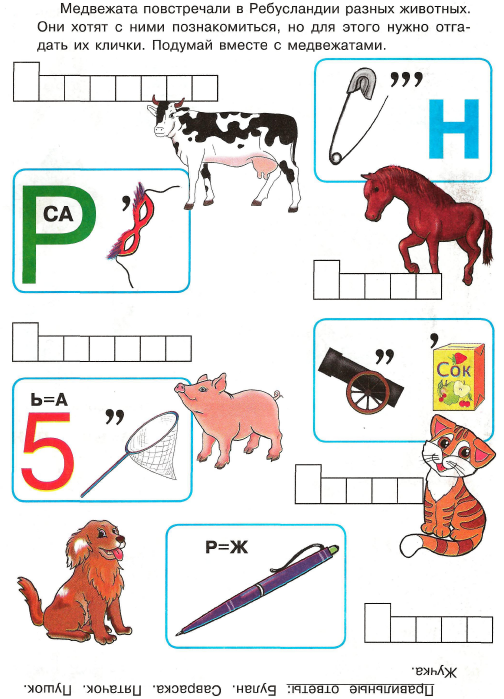 Медвежата повстречали в Ребусландии разных животных.
Они хотят с ними познакомиться, но для этого нужно отга-
дать их клички. Подумай вместе с медвежатами.
,,,
Н
Р
СА
,
,,
,
Сок
Ь=А
5
,,
Р=Ж
Правильные ответы: Булан. Савраска. Пятачок. Пушок.
Жучка.